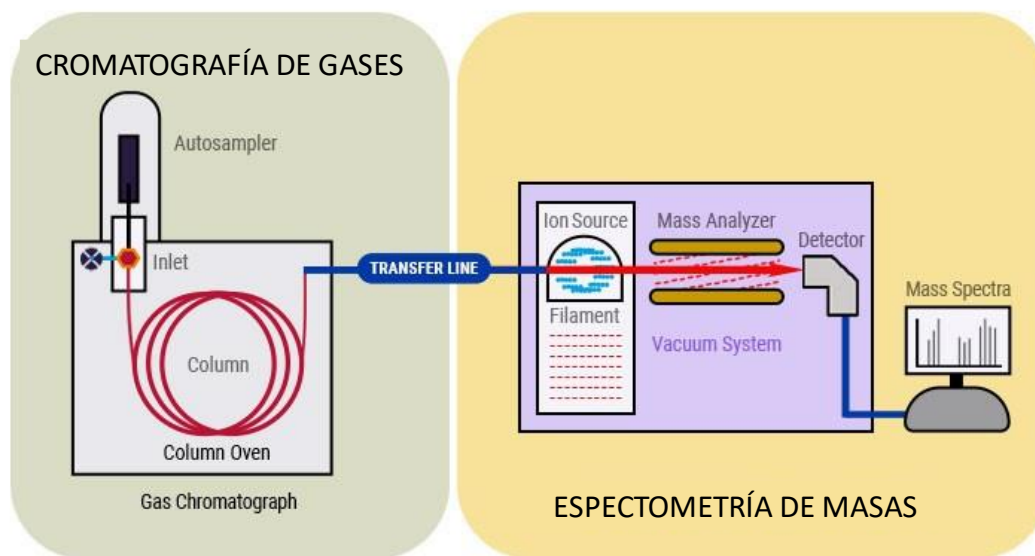 CROMATOGRAFÍA DE GASES
Autosampler
Inlet
Column
Column Oven
Gas Chromatograph
TRANSFER LINE
Ion Source
Mass Analyzer
Detector
Filament
Vacuum System
Mass Spectra
ESPECTOMETRÍA DE MASAS